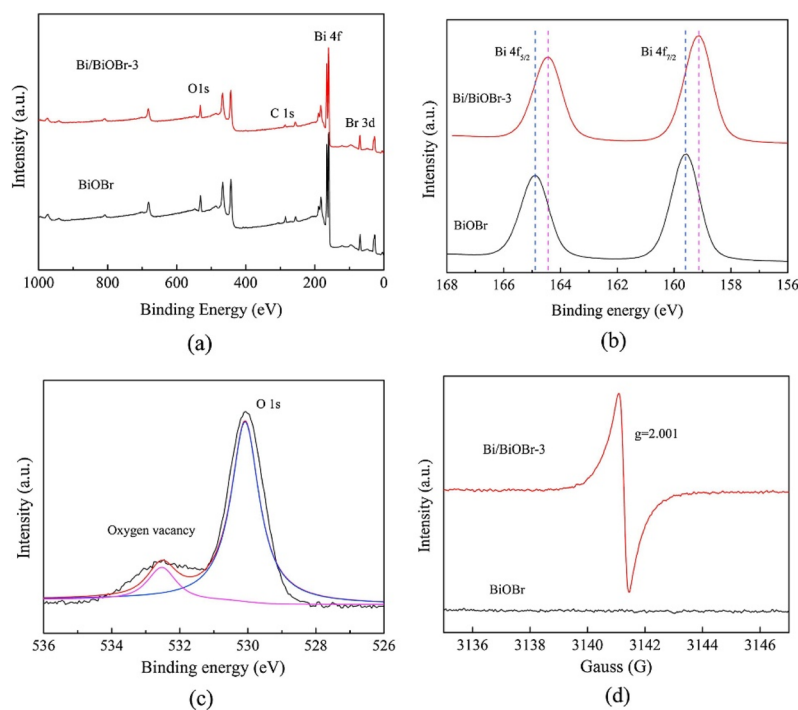 Intensity (a.u.)
Bi/BiOBr-3
BiOBr
O1s
C 1s
Bi 4f
Br 3d
1000 800 600 400 200 0
Binding Energy (eV)
(a)
Intensity (a.u.)
Bi 4f5/2
Bi 4f7/2
Bi/BiOBr-3
BiOBr
168 166 164 162 160 158 156
Binding energy (eV)
(b)
Intensity (a.u.)
O 1s
Oxygen vacancy
536 534 532 530 528 526
Binding energy (eV)
(c)
Intensity (a.u.)
Bi/BiOBr-3
g=2.001
BiOBr
3136 3138 3140 3142 3144 3146
Gauss (G)
(d)